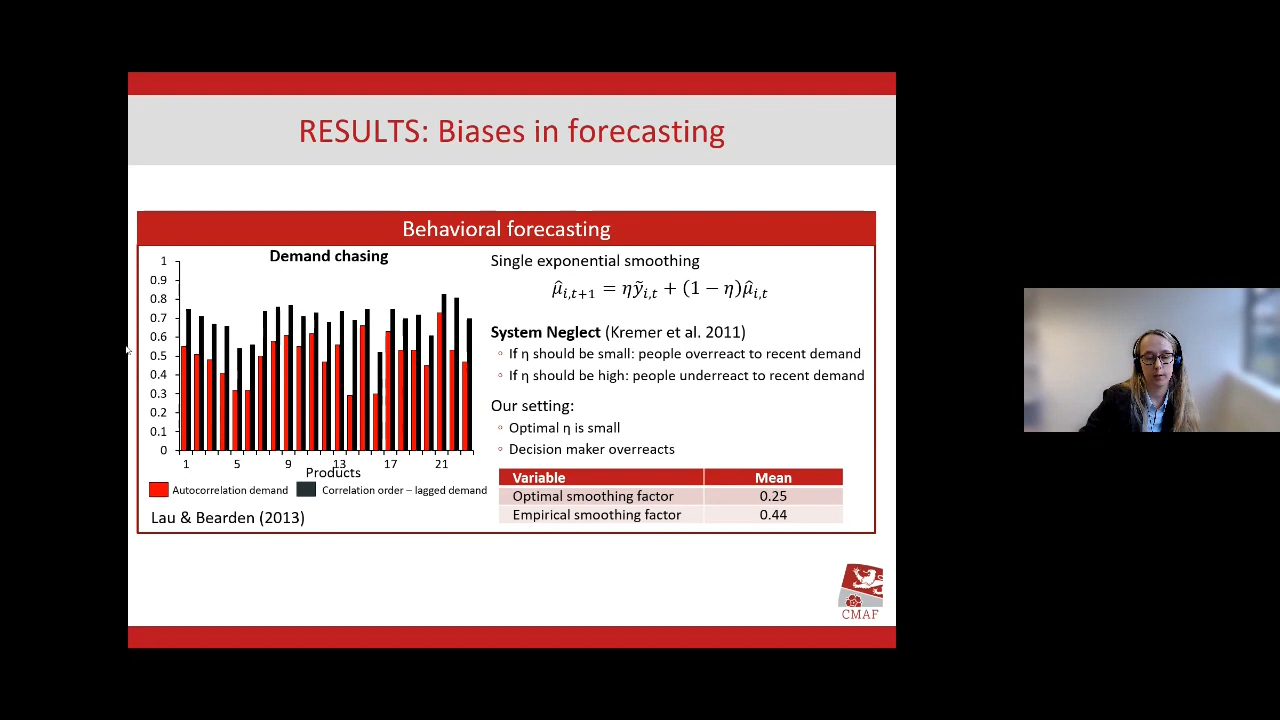 RESULTS: Biases in forecasting
Behavioral forecasting
Demand chasing
1
0.9
0.8
0.7
0.6
0.5
0.4
0.3
0.2
0.1
0
1 5 9 13 17 21
Products
Autocorrelation demand Correlation order – lagged demand
Lau & Bearden (2013)
Single exponential smoothing
μ̂i,t+1 = ηỹi,t + (1 − η)μ̂i,t
System Neglect (Kremer et al. 2011)
◦ If η should be small: people overreact to recent demand
◦ If η should be high: people underreact to recent demand
Our setting:
◦ Optimal η is small
◦ Decision maker overreacts
Variable Mean
Optimal smoothing factor 0.25
Empirical smoothing factor 0.44
CMAF